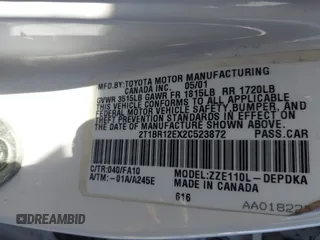 MFD.BY:TOYOTA MOTOR MANUFACTURING
CANADA INC. 05/01
GVWR 3515LB GAWR FR 1815LB RR 1720LB
THIS VEHICLE CONFORMS TO ALL APPLICABLE
FEDERAL MOTOR VEHICLE SAFETY,BUMPER, AND
THEFT PREVENTION STANDARDS IN EFFECT ON
THE DATE OF MANUFACTURE SHOWN ABOVE.
2T1BR12EX2C523872 PASS.CAR
C/TR:040/FA10 MODEL:ZZE110L-DEPDKA
A/TM:-01A/A245E MADE IN CANADA
616
AA01822